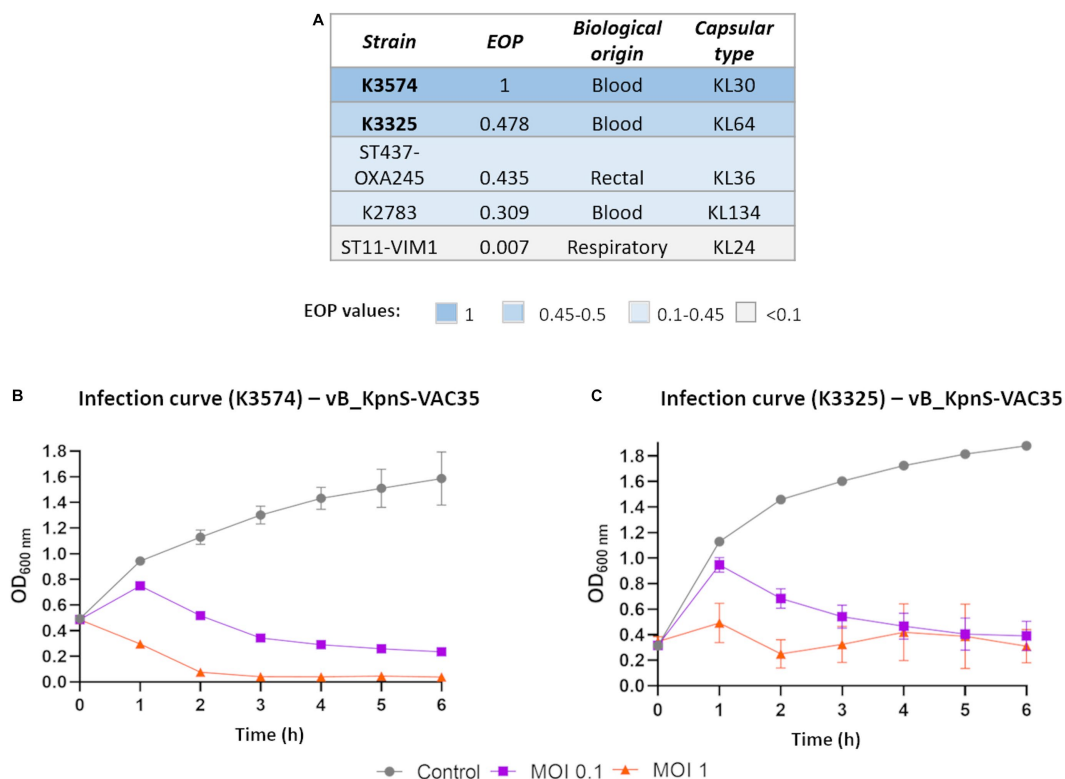 A
Strain EOP Biological origin Capsular type
K3574 1 Blood KL30
K3325 0.478 Blood KL64
ST437-OXA245 0.435 Rectal KL36
K2783 0.309 Blood KL134
ST11-VIM1 0.007 Respiratory KL24
EOP values: 1 0.45-0.5 0.1-0.45 <0.1
B Infection curve (K3574) – vB_KpnS-VAC35
1.8
1.6
1.4
1.2
1.0
0.8
0.6
0.4
0.2
0.0
OD600 nm
0 1 2 3 4 5 6
Time (h)
C Infection curve (K3325) – vB_KpnS-VAC35
1.8
1.6
1.4
1.2
1.0
0.8
0.6
0.4
0.2
0.0
OD600 nm
0 1 2 3 4 5 6
Time (h)
Control MOI 0.1 MOI 1